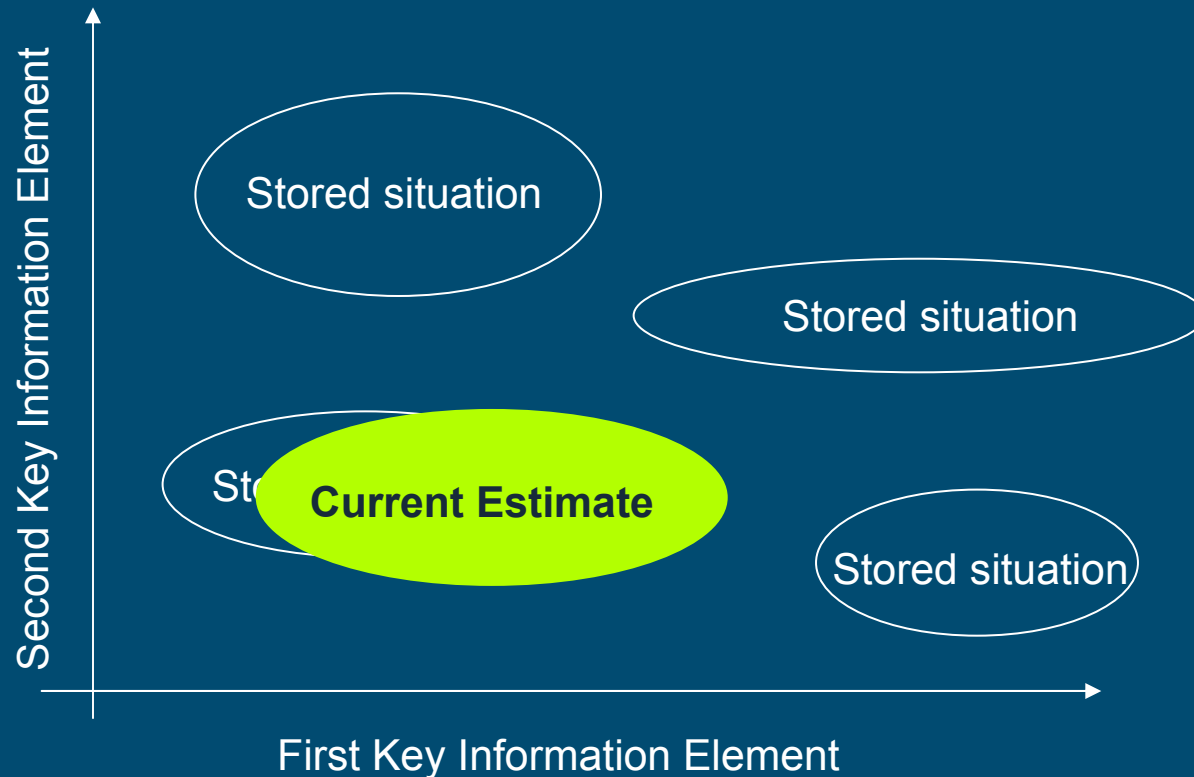 Second Key Information Element
Stored situation
Stored situation
Current Estimate
Stored situation
First Key Information Element